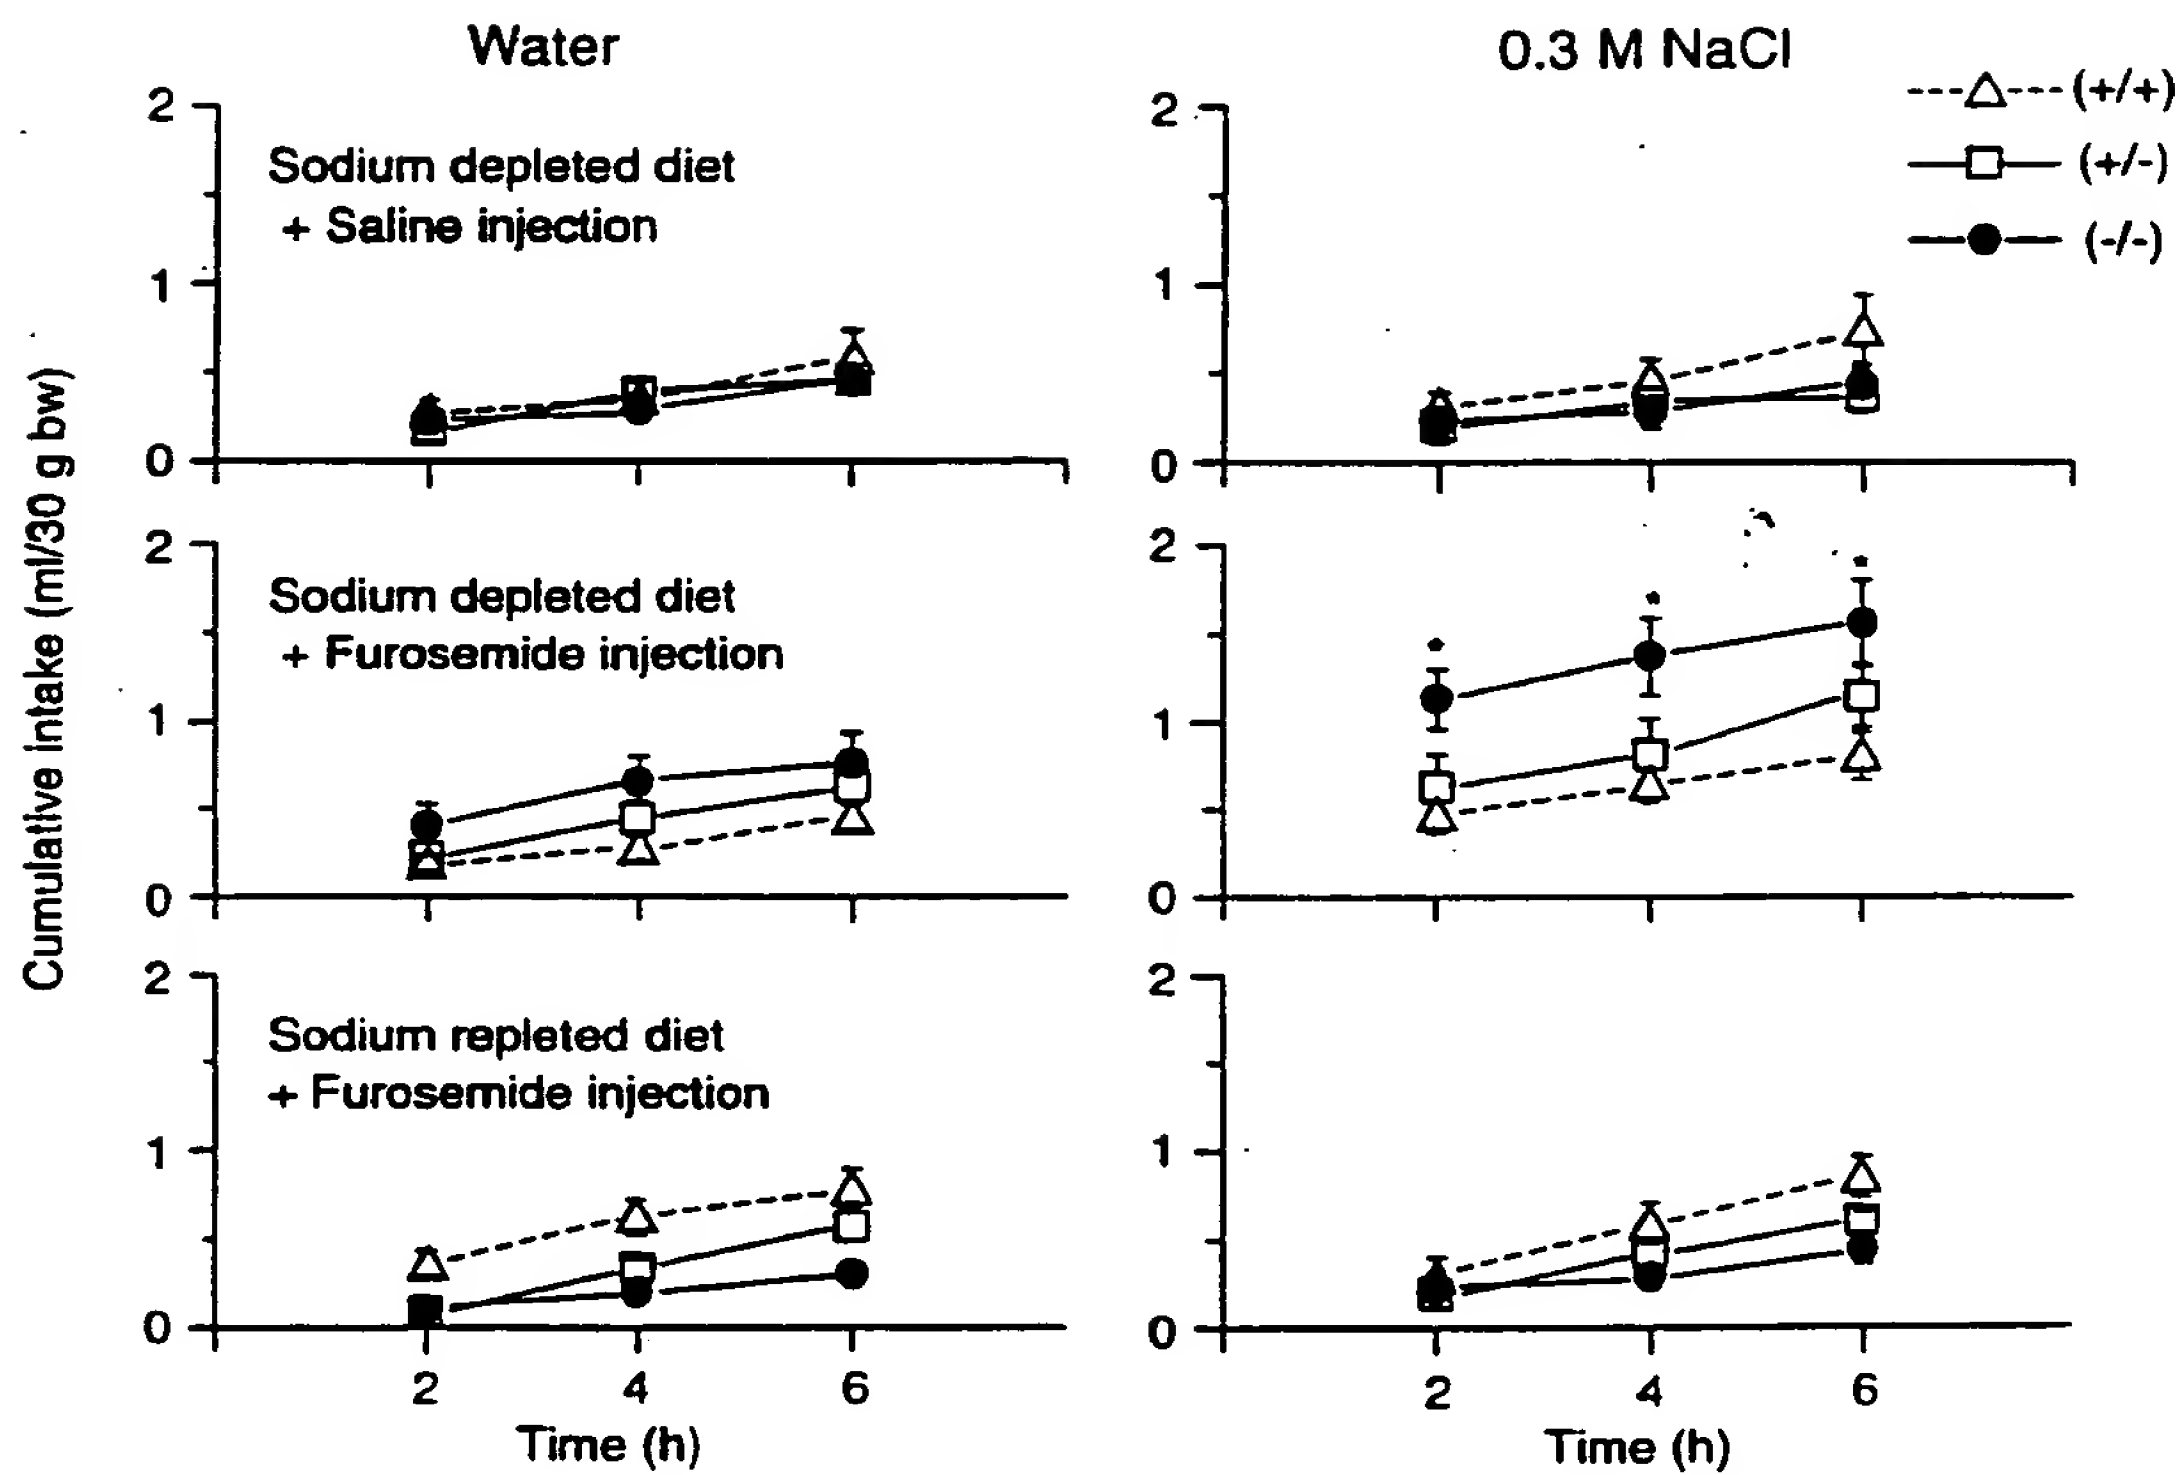 Water
0.3 M NaCl
(+/+)
(+/-)
(-/-)
Cumulative intake (ml/30 g bw)
2
1
0
Sodium depleted diet
+ Saline injection
2
1
0
2
1
0
Sodium depleted diet
+ Furosemide injection
2
1
0
*
*
*
2
1
0
Sodium repleted diet
+ Furosemide injection
2
1
0
2
4
6
Time (h)
2
4
6
Time (h)